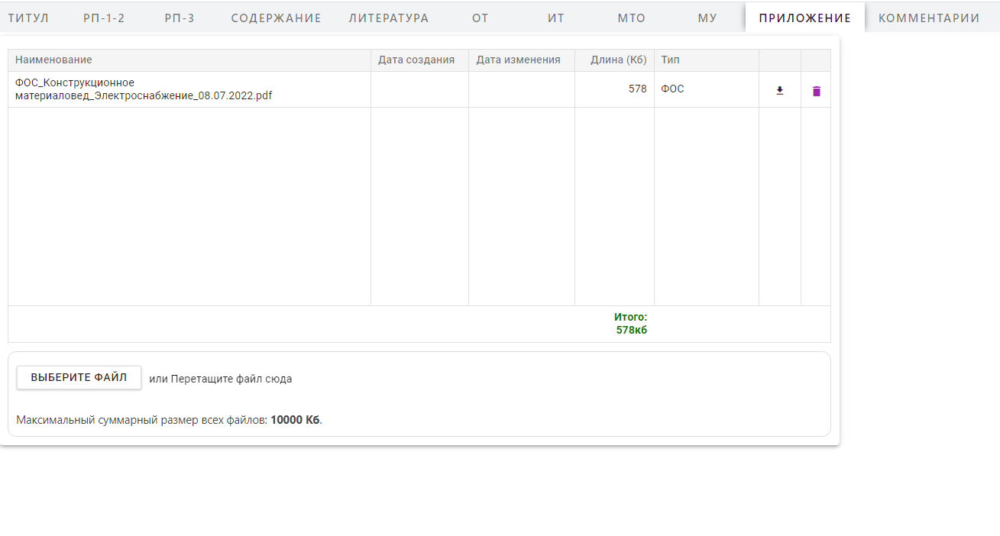 ТИТУЛ РП-1-2 РП-3 СОДЕРЖАНИЕ ЛИТЕРАТУРА ОТ ИТ МТО МУ ПРИЛОЖЕНИЕ КОММЕНТАРИИ
Наименование Дата создания Дата изменения Длина (Кб) Тип
ФОС_Конструкционное
материаловед_Электроснабжение_08.07.2022.pdf
578 ФОС
Итого:
578кб
ВЫБЕРИТЕ ФАЙЛ или Перетащите файл сюда
Максимальный суммарный размер всех файлов: 10000 Кб.